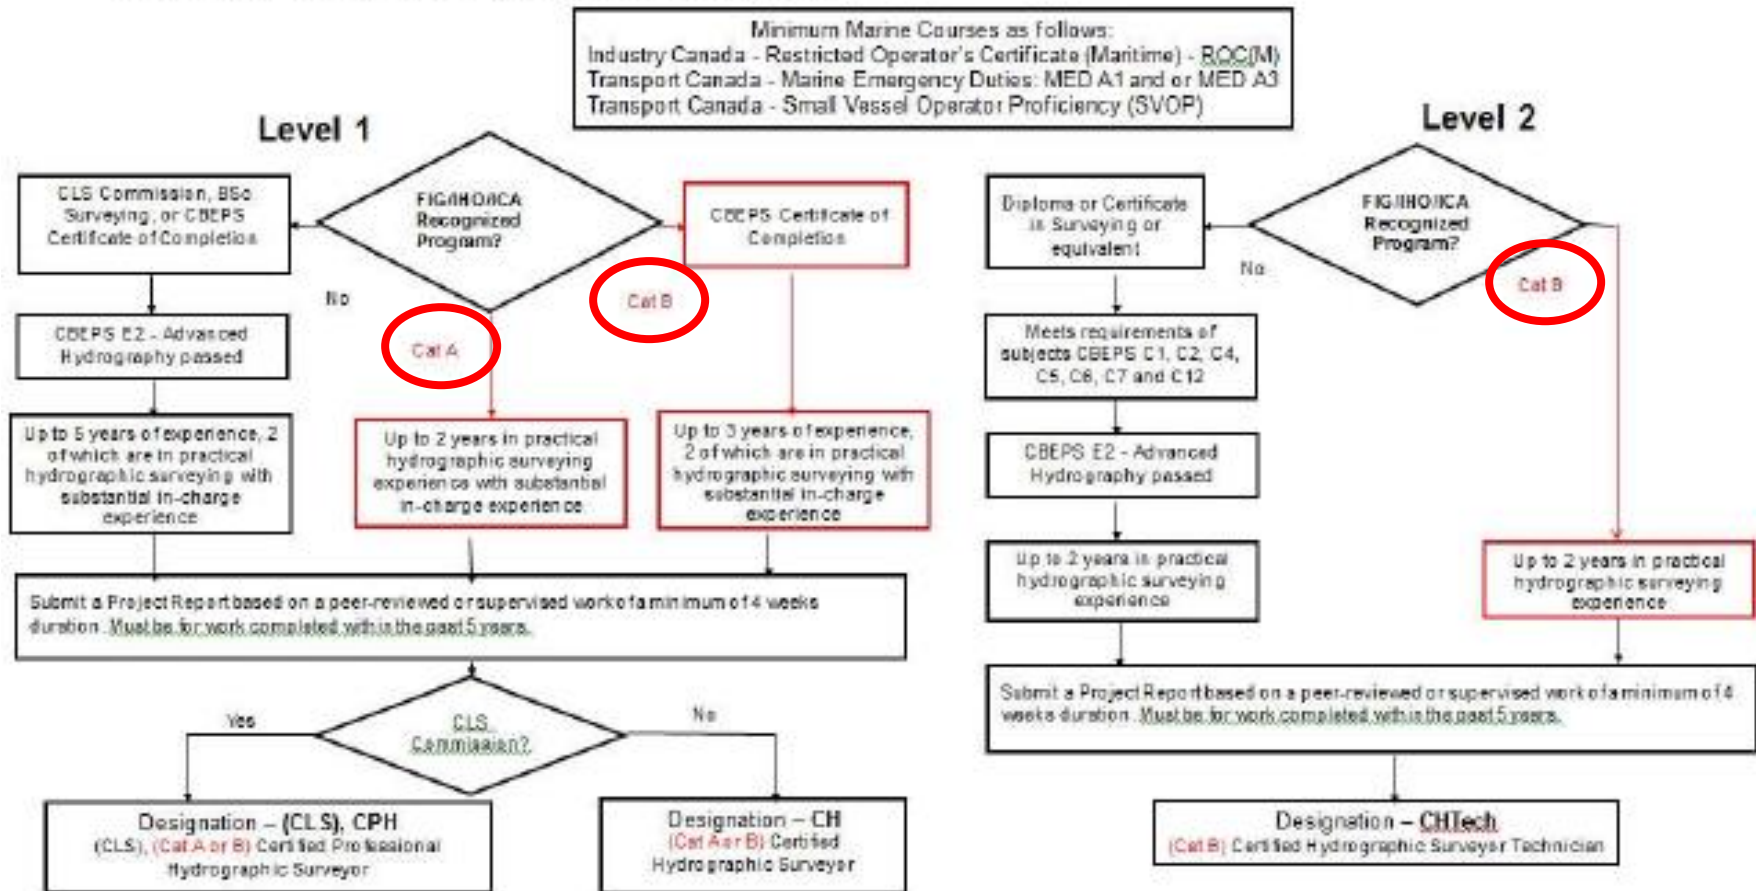 Minimum Marine Courses as follows:
Industry Canada - Restricted Operator's Certificate (Maritime) - ROC(M)
Transport Canada - Marine Emergency Duties: MED A1 and or MED A3
Transport Canada - Small Vessel Operator Proficiency (SVOP)
Level 1
CLS Commission, BSc
Surveying, or CBEPS
Certificate of Completion
FIG/IHO/ICA
Recognized
Program?
CBEPS Certificate of
Completion
No
Cat A
Cat B
CBEPS E2 - Advanced
Hydrography passed
Up to 5 years of experience, 2
of which are in practical
hydrographic surveying with
substantial in-charge
experience
Up to 2 years in practical
hydrographic surveying
experience with substantial
in-charge experience
Up to 3 years of experience,
2 of which are in practical
hydrographic surveying with
substantial in-charge
experience
Submit a Project Report based on a peer-reviewed or supervised work of a minimum of 4 weeks
duration. Must be for work completed within the past 5 years.
Yes
CLS
Commission?
No
Designation – (CLS), CPH
(CLS), (Cat A or B) Certified Professional
Hydrographic Surveyor
Designation – CH
(Cat A or B) Certified
Hydrographic Surveyor
Level 2
Diploma or Certificate
in Surveying or
equivalent
FIG/IHO/ICA
Recognized
Program?
No
Cat B
Meets requirements of
subjects CBEPS C1, C2, C4,
C5, C6, C7 and C12
CBEPS E2 - Advanced
Hydrography passed
Up to 2 years in practical
hydrographic surveying
experience
Up to 2 years in practical
hydrographic surveying
experience
Submit a Project Report based on a peer-reviewed or supervised work of a minimum of 4
weeks duration. Must be for work completed within the past 5 years.
Designation – CHTech
(Cat B) Certified Hydrographic Surveyor Technician